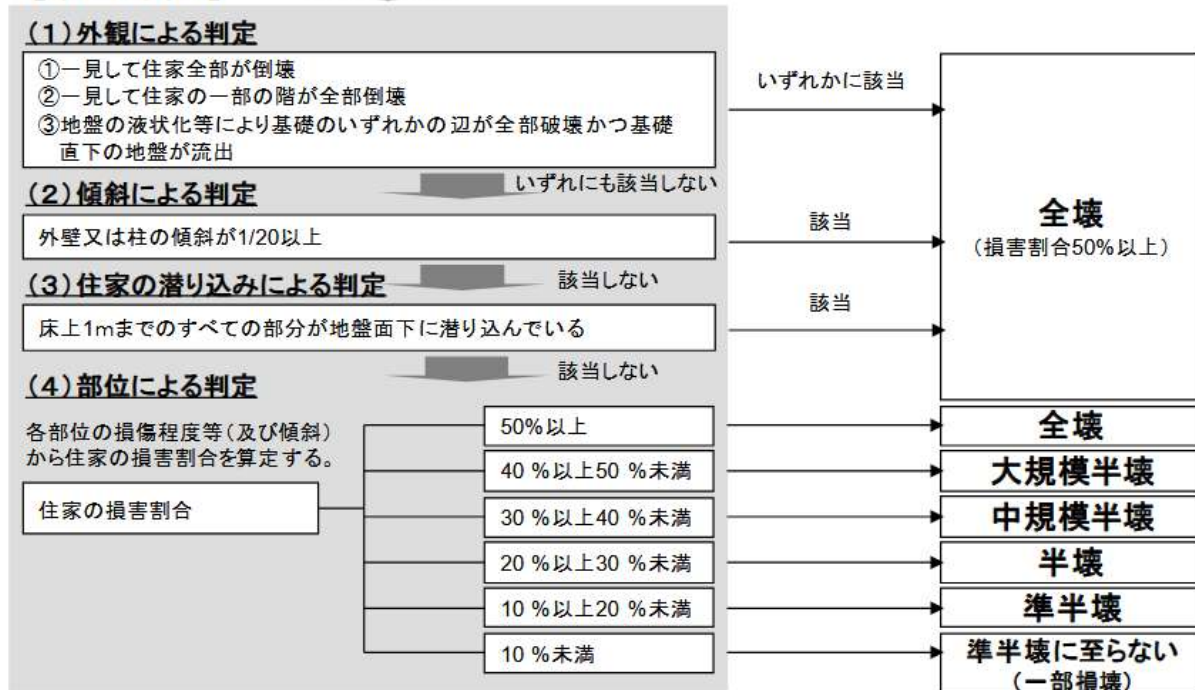 (1)外観による判定
①一見して住家全部が倒壊
②一見して住家の一部の階が全部倒壊
③地盤の液状化等により基礎のいずれかの辺が全部破壊かつ基礎
直下の地盤が流出
いずれかに該当
いずれにも該当しない
(2)傾斜による判定
外壁又は柱の傾斜が1/20以上
該当
該当しない
(3)住家の潜り込みによる判定
床上1mまでのすべての部分が地盤面下に潜り込んでいる
該当
該当しない
全壊
(損害割合50%以上)
(4)部位による判定
各部位の損傷程度等(及び傾斜)
から住家の損害割合を算定する。
住家の損害割合
50%以上
全壊
40 %以上50 %未満
大規模半壊
30 %以上40 %未満
中規模半壊
20 %以上30 %未満
半壊
10 %以上20 %未満
準半壊
10 %未満
準半壊に至らない
(一部損壊)